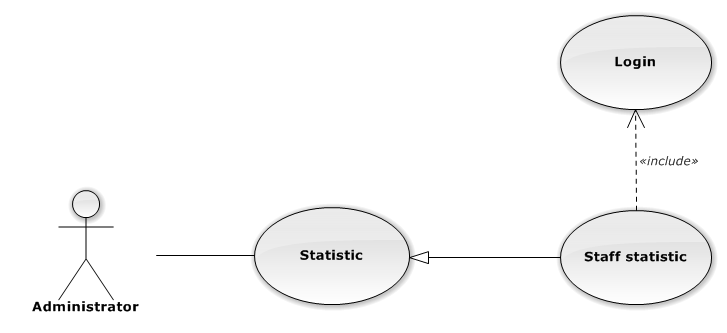 Login
«include»
Statistic
Staff statistic
Administrator